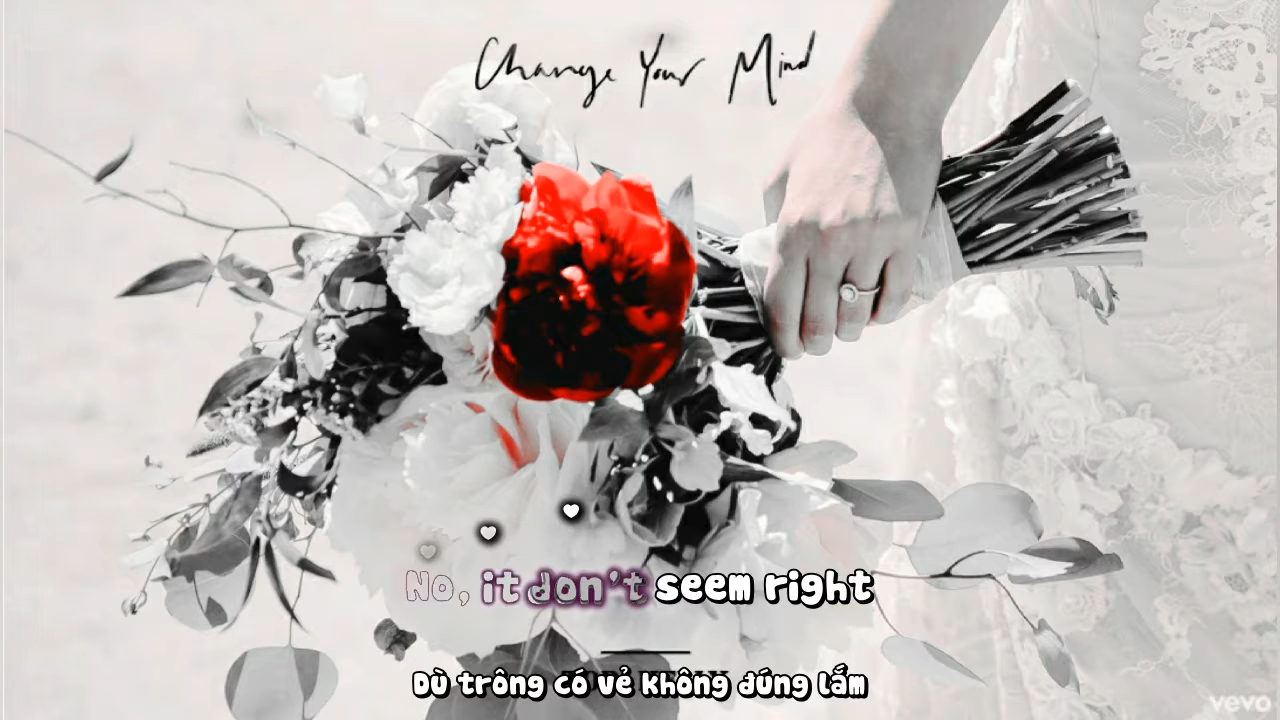 Change Your Mind
No, it don't seem right
Dù trông có vẻ không đúng lắm
vevo